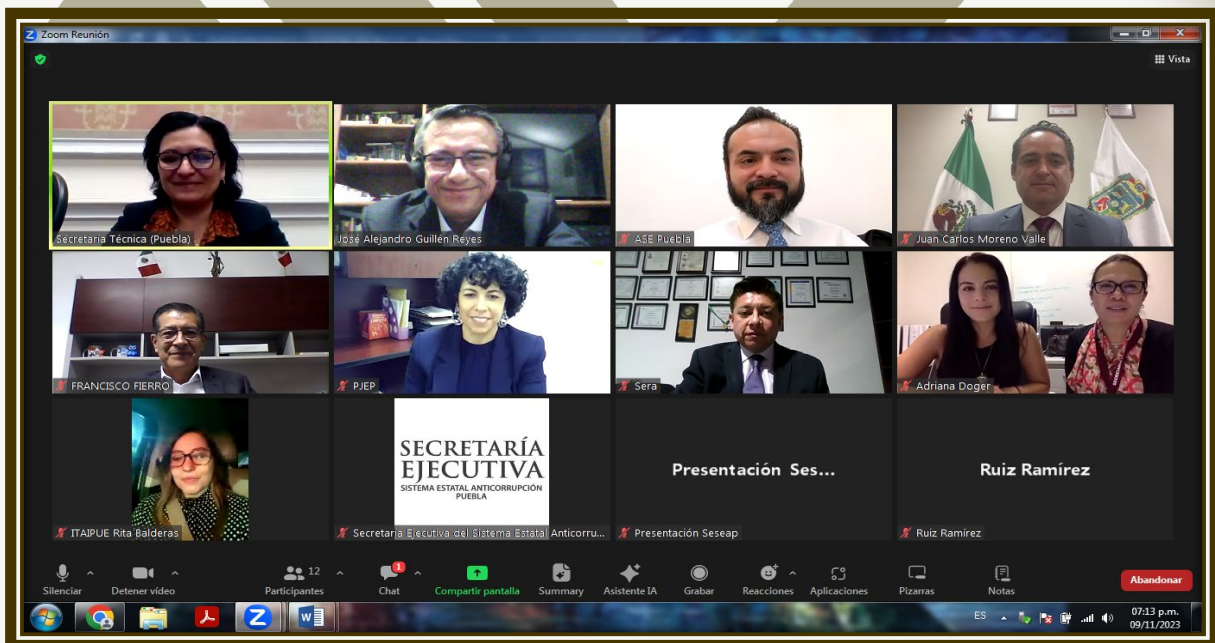 Zoom Reunión
Vista
Secretaria Técnica (Puebla)
José Alejandro Guillén Reyes
ASE Puebla
Juan Carlos Moreno Valle
FRANCISCO FIERRO
PJEP
Sera
Adriana Doger
SECRETARÍA
EJECUTIVA
SISTEMA ESTATAL ANTICORRUPCIÓN
PUEBLA
Presentación Ses...
Ruiz Ramírez
ITAIPUE Rita Balderas
Secretaria Ejecutiva del Sistema Estatal Anticorru...
Presentación Seseap
Ruiz Ramírez
12
1
Silenciar
Detener vídeo
Participantes
Chat
Compartir pantalla
Summary
Asistente IA
Grabar
Reacciones
Aplicaciones
Pizarras
Notas
Abandonar
ES
07:13 p.m.
09/11/2023